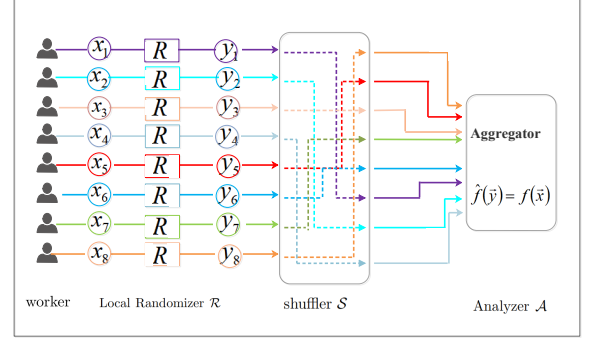 x₁ R y₁
x₂ R y₂
x₃ R y₃
x₄ R y₄
x₅ R y₅
x₆ R y₆
x₇ R y₇
x₈ R y₈
Aggregator
f̂(y⃗) = f(x⃗)
worker
Local Randomizer ℛ
shuffler 𝒮
Analyzer 𝒜